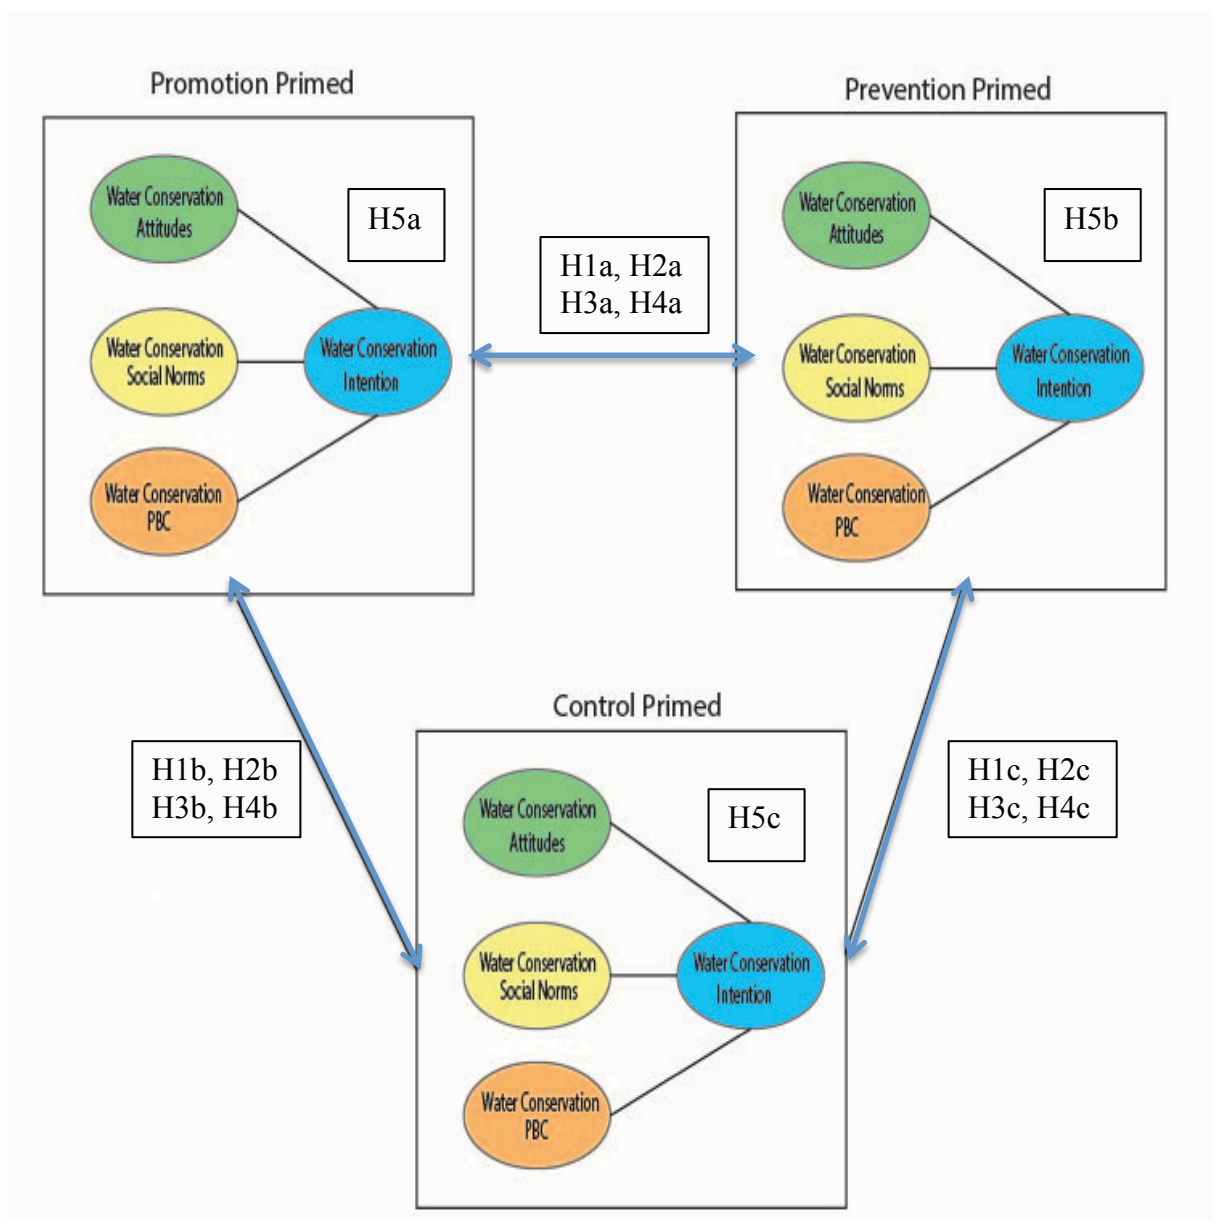 Promotion Primed
Water Conservation
Attitudes
H5a
Water Conservation
Social Norms
Water Conservation
Intention
Water Conservation
PBC
H1a, H2a
H3a, H4a
Prevention Primed
Water Conservation
Attitudes
H5b
Water Conservation
Social Norms
Water Conservation
Intention
Water Conservation
PBC
H1b, H2b
H3b, H4b
H1c, H2c
H3c, H4c
Control Primed
Water Conservation
Attitudes
H5c
Water Conservation
Social Norms
Water Conservation
Intention
Water Conservation
PBC